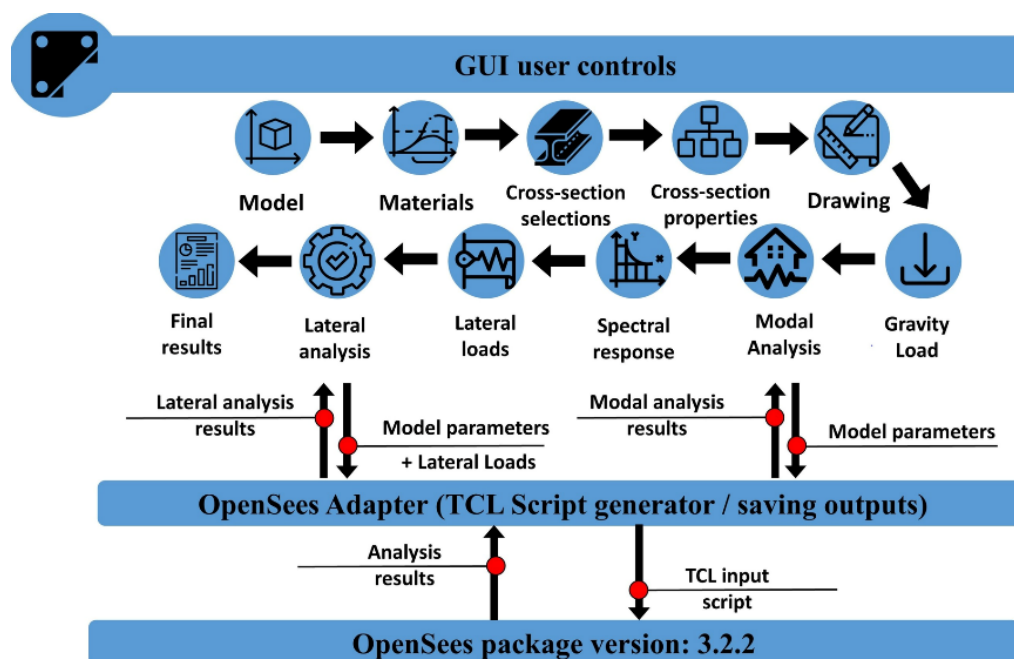 GUI user controls
Model
Materials
Cross-section
selections
Cross-section
properties
Drawing
Y
X
Final
results
Lateral
analysis
Lateral
loads
Spectral
response
Modal
Analysis
Gravity
Load
Lateral analysis
results
Model parameters
+ Lateral Loads
Modal analysis
results
Model parameters
OpenSees Adapter (TCL Script generator / saving outputs)
Analysis
results
TCL input
script
OpenSees package version: 3.2.2